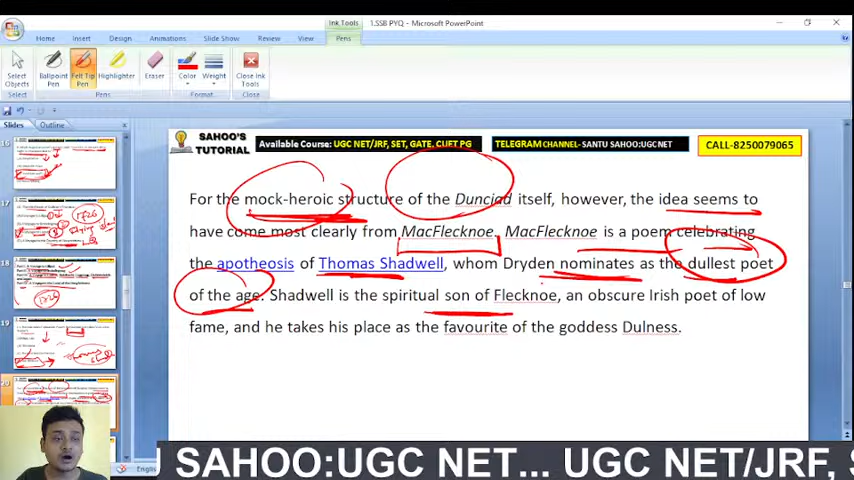 Ink Tools
1.SSB PYQ - Microsoft PowerPoint
Home Insert Design Animations Slide Show Review View Pens
Select Objects
Ballpoint Pen
Felt Tip Pen
Highlighter
Eraser
Color
Weight
Close Ink Tools
Select
Pens
Format
Close
Slides
Outline
17
18
19
20
SAHOO'S
TUTORIAL
Available Course: UGC NET/JRF, SET, GATE, CUET PG
TELEGRAM CHANNEL- SANTU SAHOO:UGC NET
CALL-8250079065
For the mock-heroic structure of the Dunciad itself, however, the idea seems to
have come most clearly from MacFlecknoe. MacFlecknoe is a poem celebrating
the apotheosis of Thomas Shadwell, whom Dryden nominates as the dullest poet
of the age. Shadwell is the spiritual son of Flecknoe, an obscure Irish poet of low
fame, and he takes his place as the favourite of the goddess Dulness.
English
SAHOO:UGC NET... UGC NET/JRF, S